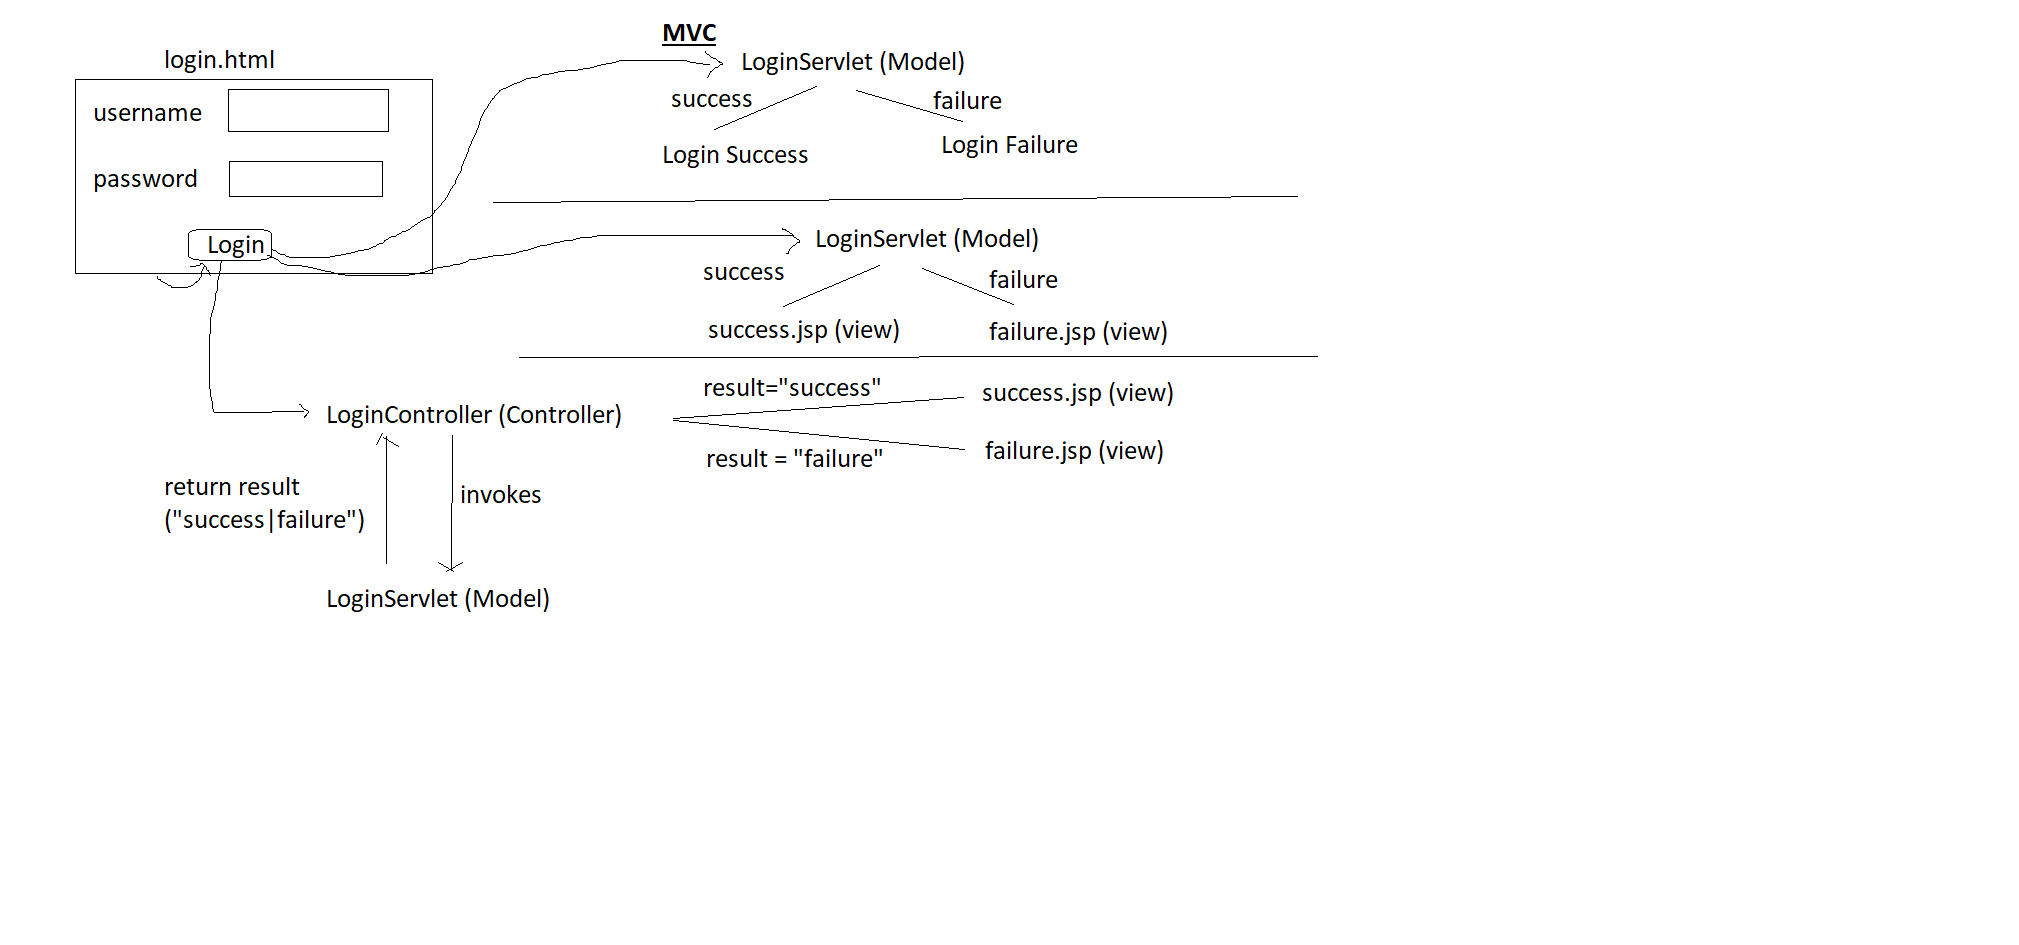 MVC
login.html
username
password
Login
LoginServlet (Model)
success
failure
Login Success
Login Failure
LoginServlet (Model)
success
failure
success.jsp (view)
failure.jsp (view)
LoginController (Controller)
result="success"
success.jsp (view)
result = "failure"
failure.jsp (view)
return result
("success|failure")
invokes
LoginServlet (Model)